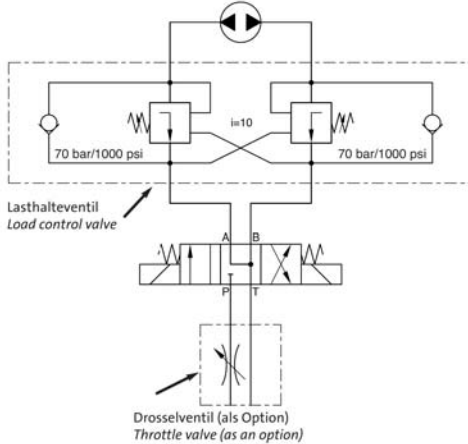 i=10
70 bar/1000 psi
70 bar/1000 psi
Lasthalteventil
Load control valve
A B
P T
Drosselventil (als Option)
Throttle valve (as an option)